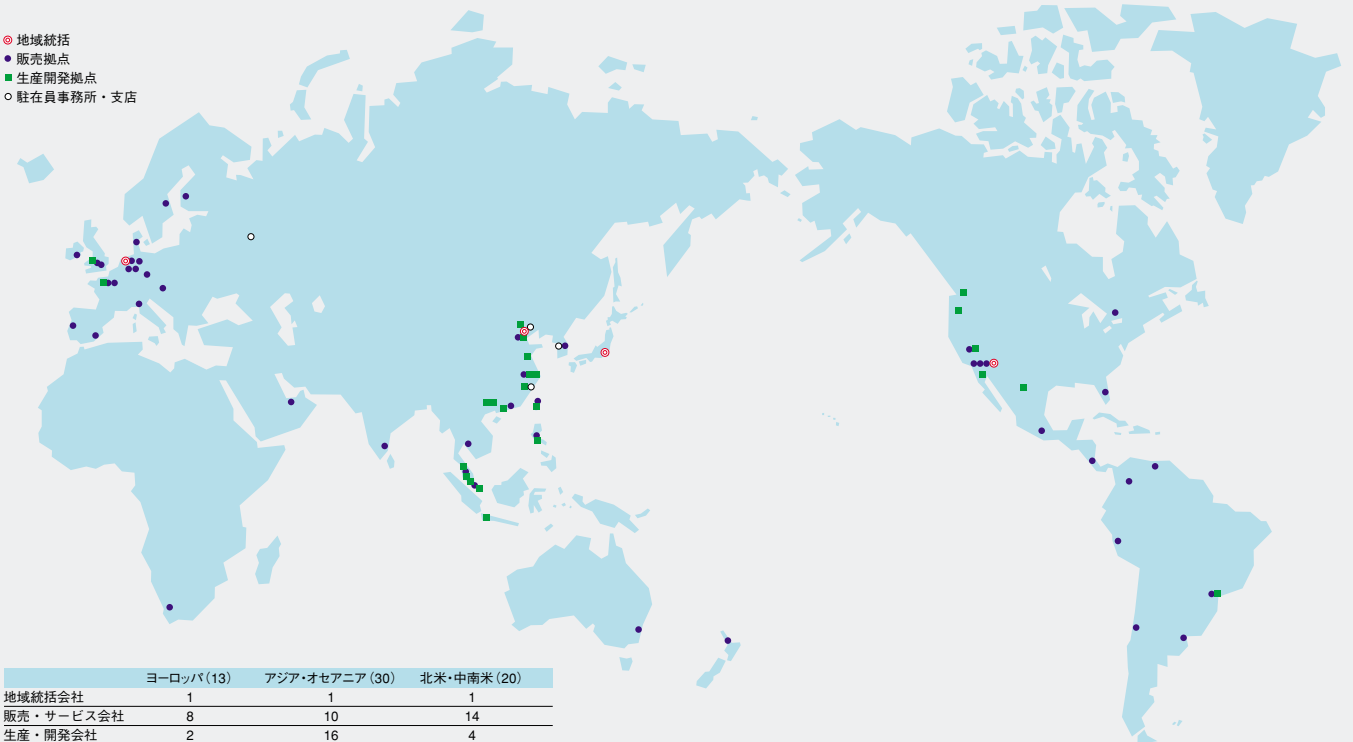 地域統括
販売拠点
生産開発拠点
駐在員事務所・支店
ヨーロッパ(13) アジア・オセアニア(30) 北米・中南米(20)
地域統括会社 1 1 1
販売・サービス会社 8 10 14
生産・開発会社 2 16 4